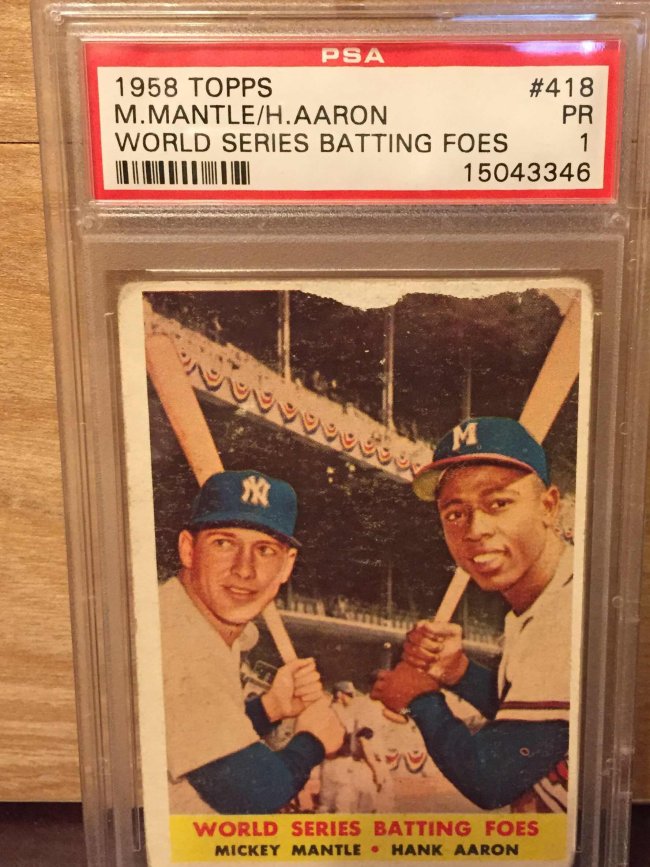 PSA
1958 TOPPS #418
M.MANTLE/H.AARON PR
WORLD SERIES BATTING FOES 1
15043346
NY
M
WORLD SERIES BATTING FOES
MICKEY MANTLE • HANK AARON